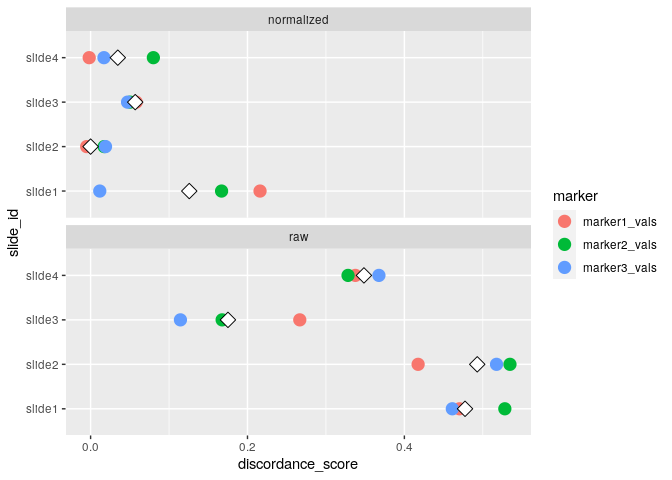 normalized
slide4
slide3
slide2
slide1
raw
slide4
slide3
slide2
slide1
0.0
0.2
0.4
discordance_score
slide_id
marker
marker1_vals
marker2_vals
marker3_vals